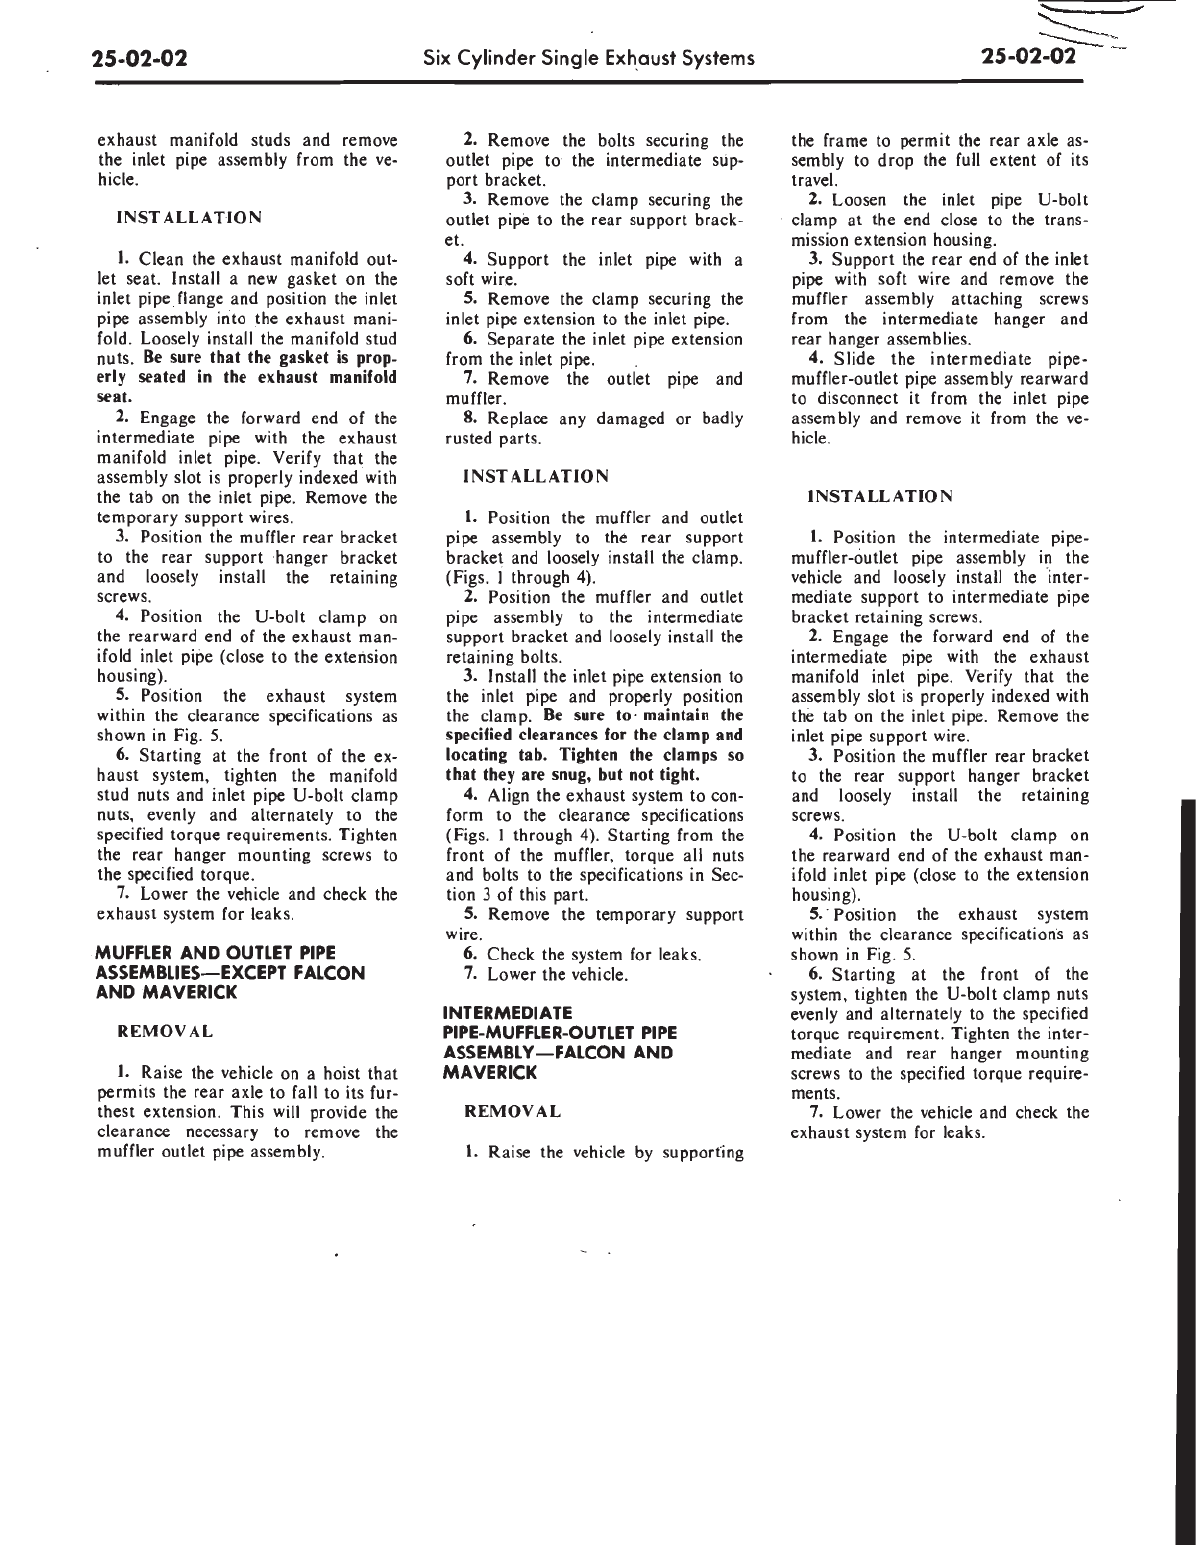 25-02-02 Six Cylinder Single Exhaust Systems 25-02-02
exhaust manifold studs and remove
the inlet pipe assembly from the ve-
hicle.
INSTALLATION
1. Clean the exhaust manifold out-
let seat. Install a new gasket on the
inlet pipe flange and position the inlet
pipe assembly into the exhaust mani-
fold. Loosely install the manifold stud
nuts. Be sure that the gasket is prop-
erly seated in the exhaust manifold
seat.
2. Engage the forward end of the
intermediate pipe with the exhaust
manifold inlet pipe. Verify that the
assembly slot is properly indexed with
the tab on the inlet pipe. Remove the
temporary support wires.
3. Position the muffler rear bracket
to the rear support hanger bracket
and loosely install the retaining
screws.
4. Position the U-bolt clamp on
the rearward end of the exhaust man-
ifold inlet pipe (close to the extension
housing).
5. Position the exhaust system
within the clearance specifications as
shown in Fig. 5.
6. Starting at the front of the ex-
haust system, tighten the manifold
stud nuts and inlet pipe U-bolt clamp
nuts, evenly and alternately to the
specified torque requirements. Tighten
the rear hanger mounting screws to
the specified torque.
7. Lower the vehicle and check the
exhaust system for leaks.
MUFFLER AND OUTLET PIPE
ASSEMBLIES—EXCEPT FALCON
AND MAVERICK
REMOVAL
1. Raise the vehicle on a hoist that
permits the rear axle to fall to its fur-
thest extension. This will provide the
clearance necessary to remove the
muffler outlet pipe assembly.
2. Remove the bolts securing the
outlet pipe to the intermediate sup-
port bracket.
3. Remove the clamp securing the
outlet pipe to the rear support brack-
et.
4. Support the inlet pipe with a
soft wire.
5. Remove the clamp securing the
inlet pipe extension to the inlet pipe.
6. Separate the inlet pipe extension
from the inlet pipe.
7. Remove the outlet pipe and
muffler.
8. Replace any damaged or badly
rusted parts.
INSTALLATION
1. Position the muffler and outlet
pipe assembly to the rear support
bracket and loosely install the clamp.
(Figs. 1 through 4).
2. Position the muffler and outlet
pipe assembly to the intermediate
support bracket and loosely install the
retaining bolts.
3. Install the inlet pipe extension to
the inlet pipe and properly position
the clamp. Be sure to maintain the
specified clearances for the clamp and
locating tab. Tighten the clamps so
that they are snug, but not tight.
4. Align the exhaust system to con-
form to the clearance specifications
(Figs. 1 through 4). Starting from the
front of the muffler, torque all nuts
and bolts to the specifications in Sec-
tion 3 of this part.
5. Remove the temporary support
wire.
6. Check the system for leaks.
7. Lower the vehicle.
INTERMEDIATE
PIPE-MUFFLER-OUTLET PIPE
ASSEMBLY—FALCON AND
MAVERICK
REMOVAL
1. Raise the vehicle by supporting
the frame to permit the rear axle as-
sembly to drop the full extent of its
travel.
2. Loosen the inlet pipe U-bolt
clamp at the end close to the trans-
mission extension housing.
3. Support the rear end of the inlet
pipe with soft wire and remove the
muffler assembly attaching screws
from the intermediate hanger and
rear hanger assemblies.
4. Slide the intermediate pipe-
muffler-outlet pipe assembly rearward
to disconnect it from the inlet pipe
assembly and remove it from the ve-
hicle.
INSTALLATION
1. Position the intermediate pipe-
muffler-outlet pipe assembly in the
vehicle and loosely install the inter-
mediate support to intermediate pipe
bracket retaining screws.
2. Engage the forward end of the
intermediate pipe with the exhaust
manifold inlet pipe. Verify that the
assembly slot is properly indexed with
the tab on the inlet pipe. Remove the
inlet pipe support wire.
3. Position the muffler rear bracket
to the rear support hanger bracket
and loosely install the retaining
screws.
4. Position the U-bolt clamp on
the rearward end of the exhaust man-
ifold inlet pipe (close to the extension
housing).
5. Position the exhaust system
within the clearance specifications as
shown in Fig. 5.
6. Starting at the front of the
system, tighten the U-bolt clamp nuts
evenly and alternately to the specified
torque requirement. Tighten the inter-
mediate and rear hanger mounting
screws to the specified torque require-
ments.
7. Lower the vehicle and check the
exhaust system for leaks.